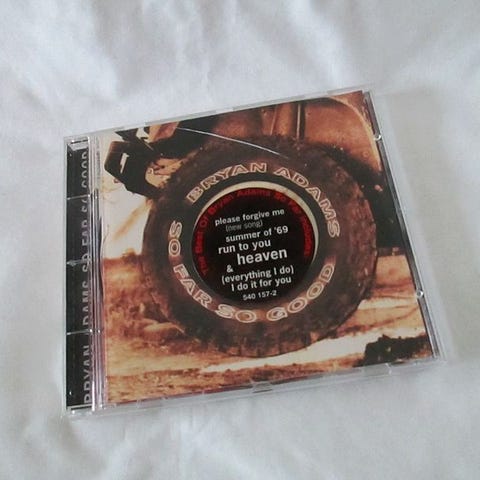 BRYAN ADAMS
SO FAR SO GOOD
The Best Of Bryan Adams So Far Includes
please forgive me
(new song)
summer of '69
run to you
heaven
&
(everything I do)
I do it for you
540 157-2
BRYAN ADAMS SO FAR SO GOOD